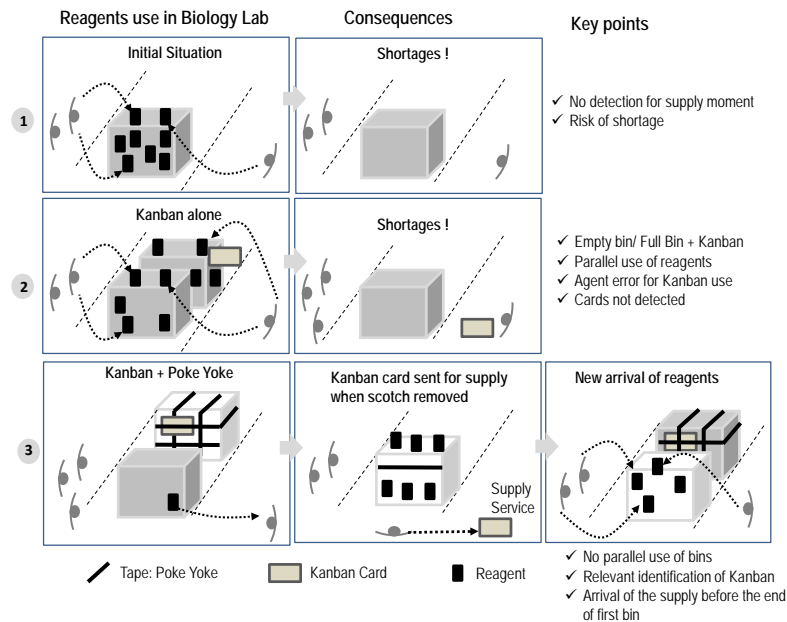 Reagents use in Biology Lab
Consequences
Key points
Initial Situation
Shortages !
1
✓ No detection for supply moment
✓ Risk of shortage
Kanban alone
Shortages !
2
✓ Empty bin/ Full Bin + Kanban
✓ Parallel use of reagents
✓ Agent error for Kanban use
✓ Cards not detected
Kanban + Poke Yoke
Kanban card sent for supply
when scotch removed
New arrival of reagents
3
Supply
Service
✓ No parallel use of bins
✓ Relevant identification of Kanban
✓ Arrival of the supply before the end
of first bin
Tape: Poke Yoke
Kanban Card
Reagent